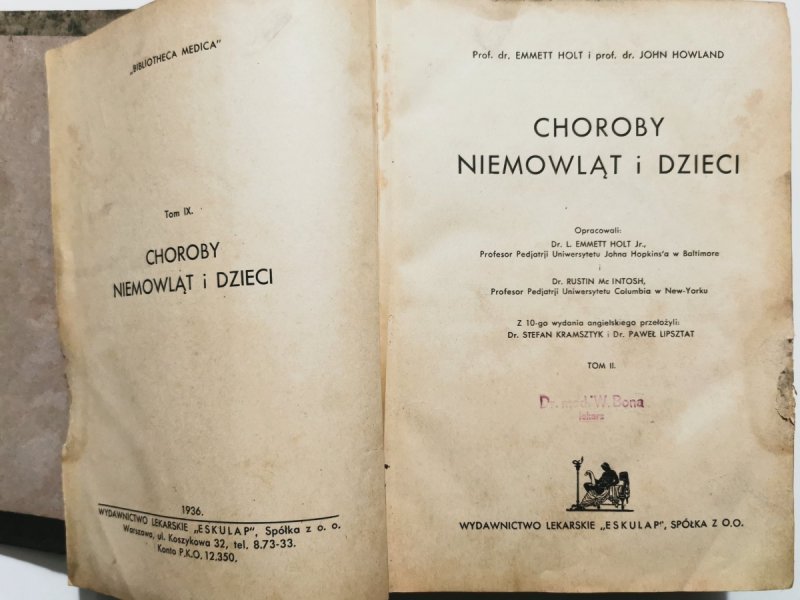 „BIBLIOTHECA MEDICA"
Tom IX.
CHOROBY
NIEMOWLĄT i DZIECI
1936.
WYDAWNICTWO LEKARSKIE „ESKULAP", Spółka z o. o.
Warszawa, ul. Koszykowa 32, tel. 8.73-33.
Konto P.K.O. 12.350.
Prof. dr. EMMETT HOLT i prof. dr. JOHN HOWLAND
CHOROBY
NIEMOWLĄT i DZIECI
Opracowali:
Dr. L. EMMETT HOLT Jr.,
Profesor Pedjatrji Uniwersytetu Johna Hopkins'a w Baltimore
i
Dr. RUSTIN Mc INTOSH,
Profesor Pedjatrji Uniwersytetu Columbia w New-Yorku
Z 10-go wydania angielskiego przełożyli:
Dr. STEFAN KRAMSZTYK i Dr. PAWEŁ LIPSZTAT
TOM II.
Dr. med. W. Bona
lekarz
WYDAWNICTWO LEKARSKIE „ESKULAP", SPÓŁKA Z O.O.